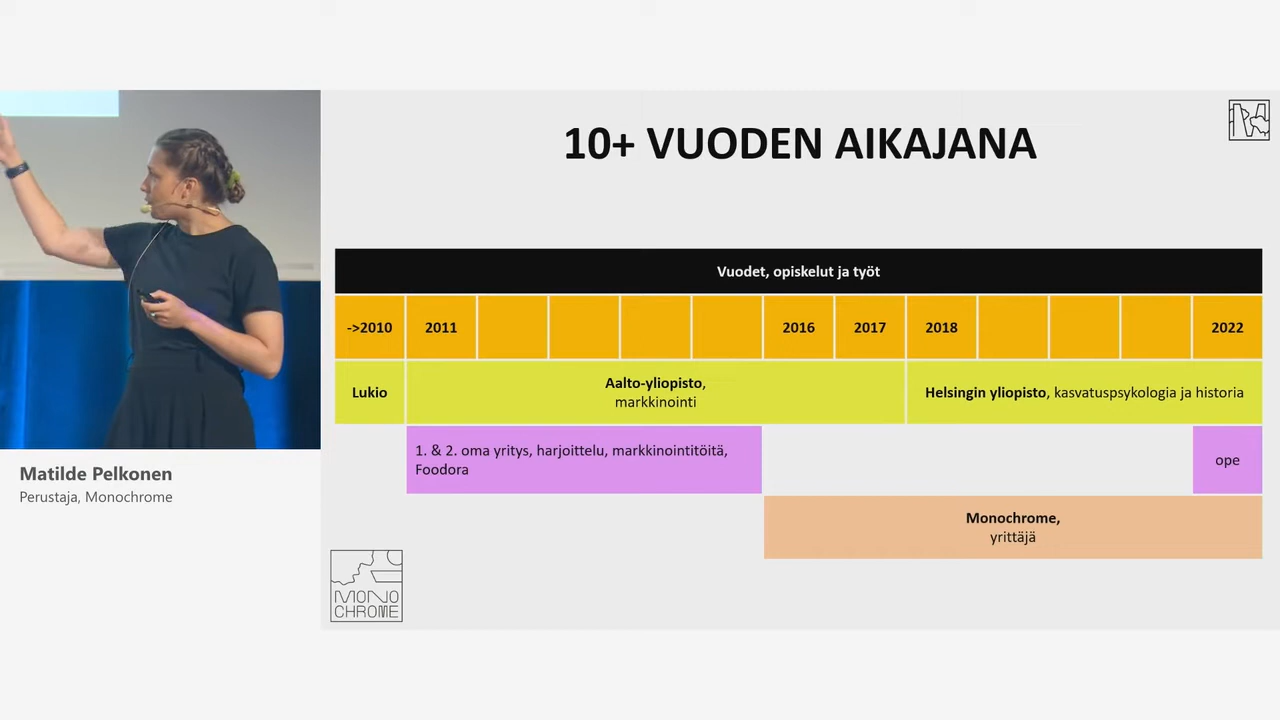 10+ VUODEN AIKAJANA
Vuodet, opiskelut ja työt
->2010
2011
2016
2017
2018
2022
Lukio
Aalto-yliopisto,
markkinointi
Helsingin yliopisto, kasvatuspsykologia ja historia
1. & 2. oma yritys, harjoittelu, markkinointitöitä,
Foodora
ope
Monochrome,
yrittäjä
Matilde Pelkonen
Perustaja, Monochrome
MONO
CHROME